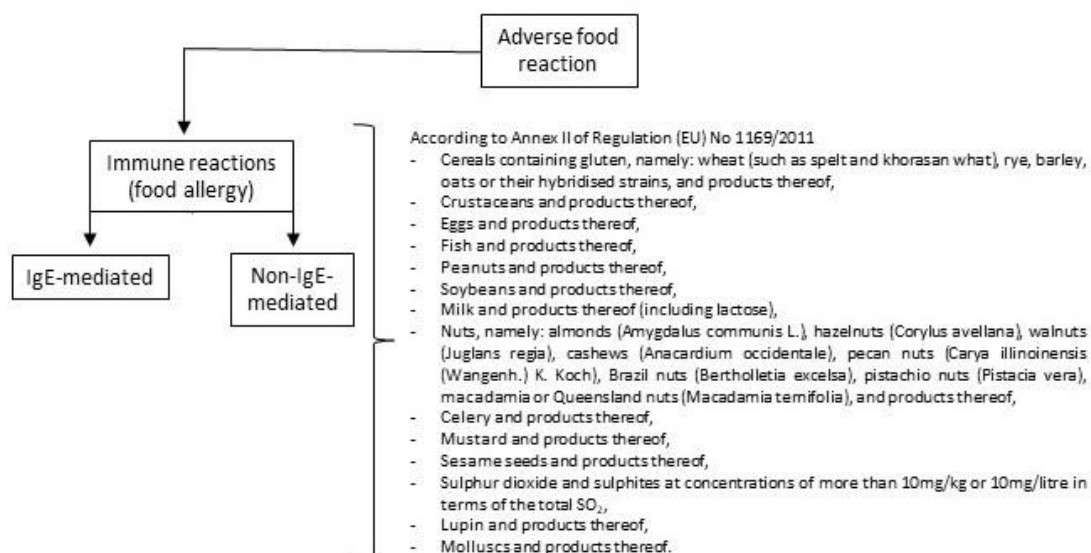 Adverse food
reaction
Immune reactions
(food allergy)
IgE-mediated
Non-IgE-
mediated
According to Annex II of Regulation (EU) No 1169/2011
- Cereals containing gluten, namely: wheat (such as spelt and khorasan what), rye, barley,
oats or their hybridised strains, and products thereof,
- Crustaceans and products thereof,
- Eggs and products thereof,
- Fish and products thereof,
- Peanuts and products thereof,
- Soybeans and products thereof,
- Milk and products thereof (including lactose),
- Nuts, namely: almonds (Amygdalus communis L.), hazelnuts (Corylus avellana), walnuts
(Juglans regia), cashews (Anacardium occidentale), pecan nuts (Carya illinoinensis
(Wangenh.) K. Koch), Brazil nuts (Bertholletia excelsa), pistachio nuts (Pistacia vera),
macadamia or Queensland nuts (Macadamia ternifolia), and products thereof,
- Celery and products thereof,
- Mustard and products thereof,
- Sesame seeds and products thereof,
- Sulphur dioxide and sulphites at concentrations of more than 10mg/kg or 10mg/litre in
terms of the total SO₂,
- Lupin and products thereof,
- Molluscs and products thereof.